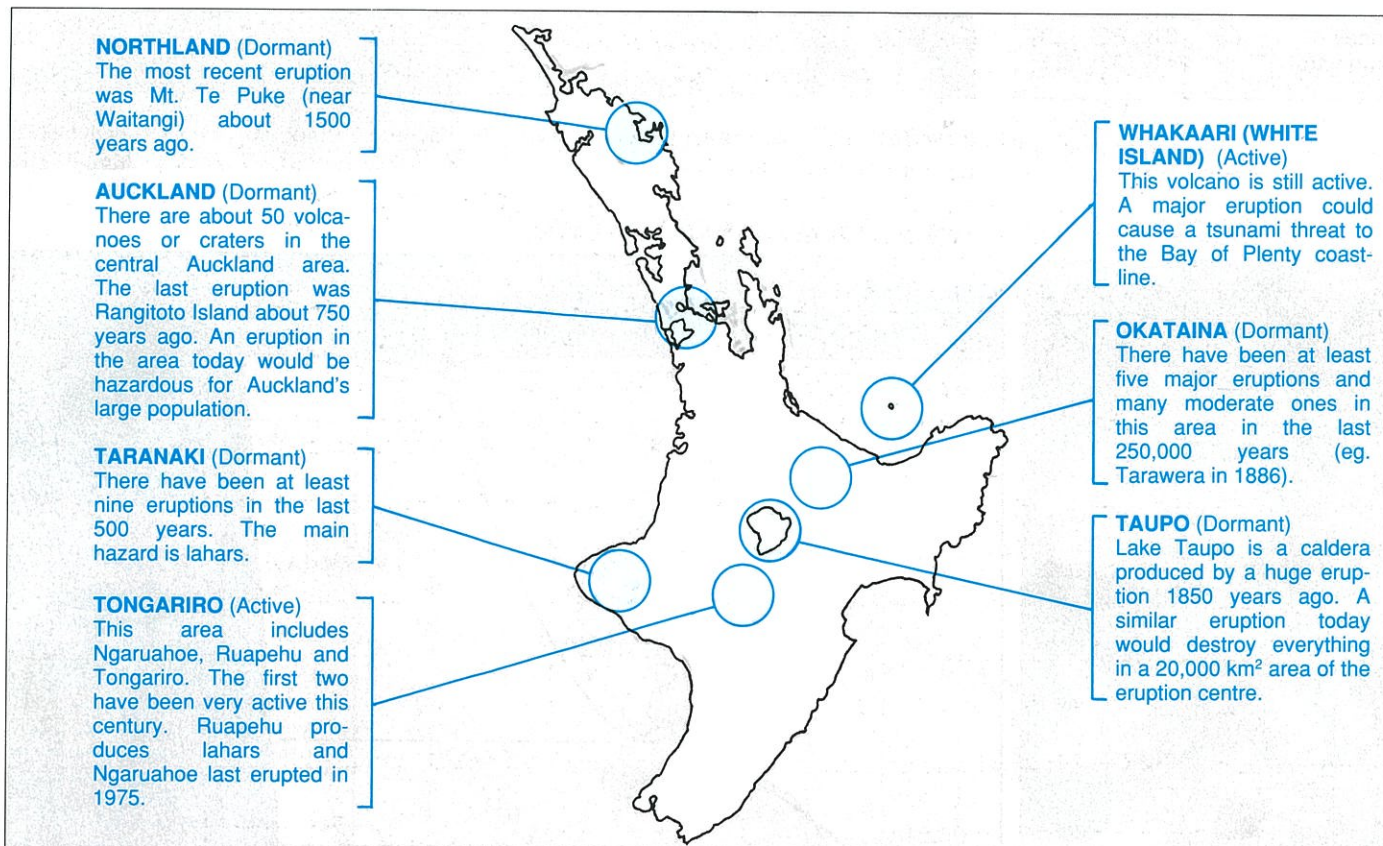 NORTHLAND (Dormant)
The most recent eruption
was Mt. Te Puke (near
Waitangi) about 1500
years ago.
AUCKLAND (Dormant)
There are about 50 volca-
noes or craters in the
central Auckland area.
The last eruption was
Rangitoto Island about 750
years ago. An eruption in
the area today would be
hazardous for Auckland's
large population.
TARANAKI (Dormant)
There have been at least
nine eruptions in the last
500 years. The main
hazard is lahars.
TONGARIRO (Active)
This area includes
Ngaruahoe, Ruapehu and
Tongariro. The first two
have been very active this
century. Ruapehu pro-
duces lahars and
Ngaruahoe last erupted in
1975.
WHAKAARI (WHITE
ISLAND) (Active)
This volcano is still active.
A major eruption could
cause a tsunami threat to
the Bay of Plenty coast-
line.
OKATAINA (Dormant)
There have been at least
five major eruptions and
many moderate ones in
this area in the last
250,000 years (eg.
Tarawera in 1886).
TAUPO (Dormant)
Lake Taupo is a caldera
produced by a huge erup-
tion 1850 years ago. A
similar eruption today
would destroy everything
in a 20,000 km² area of the
eruption centre.